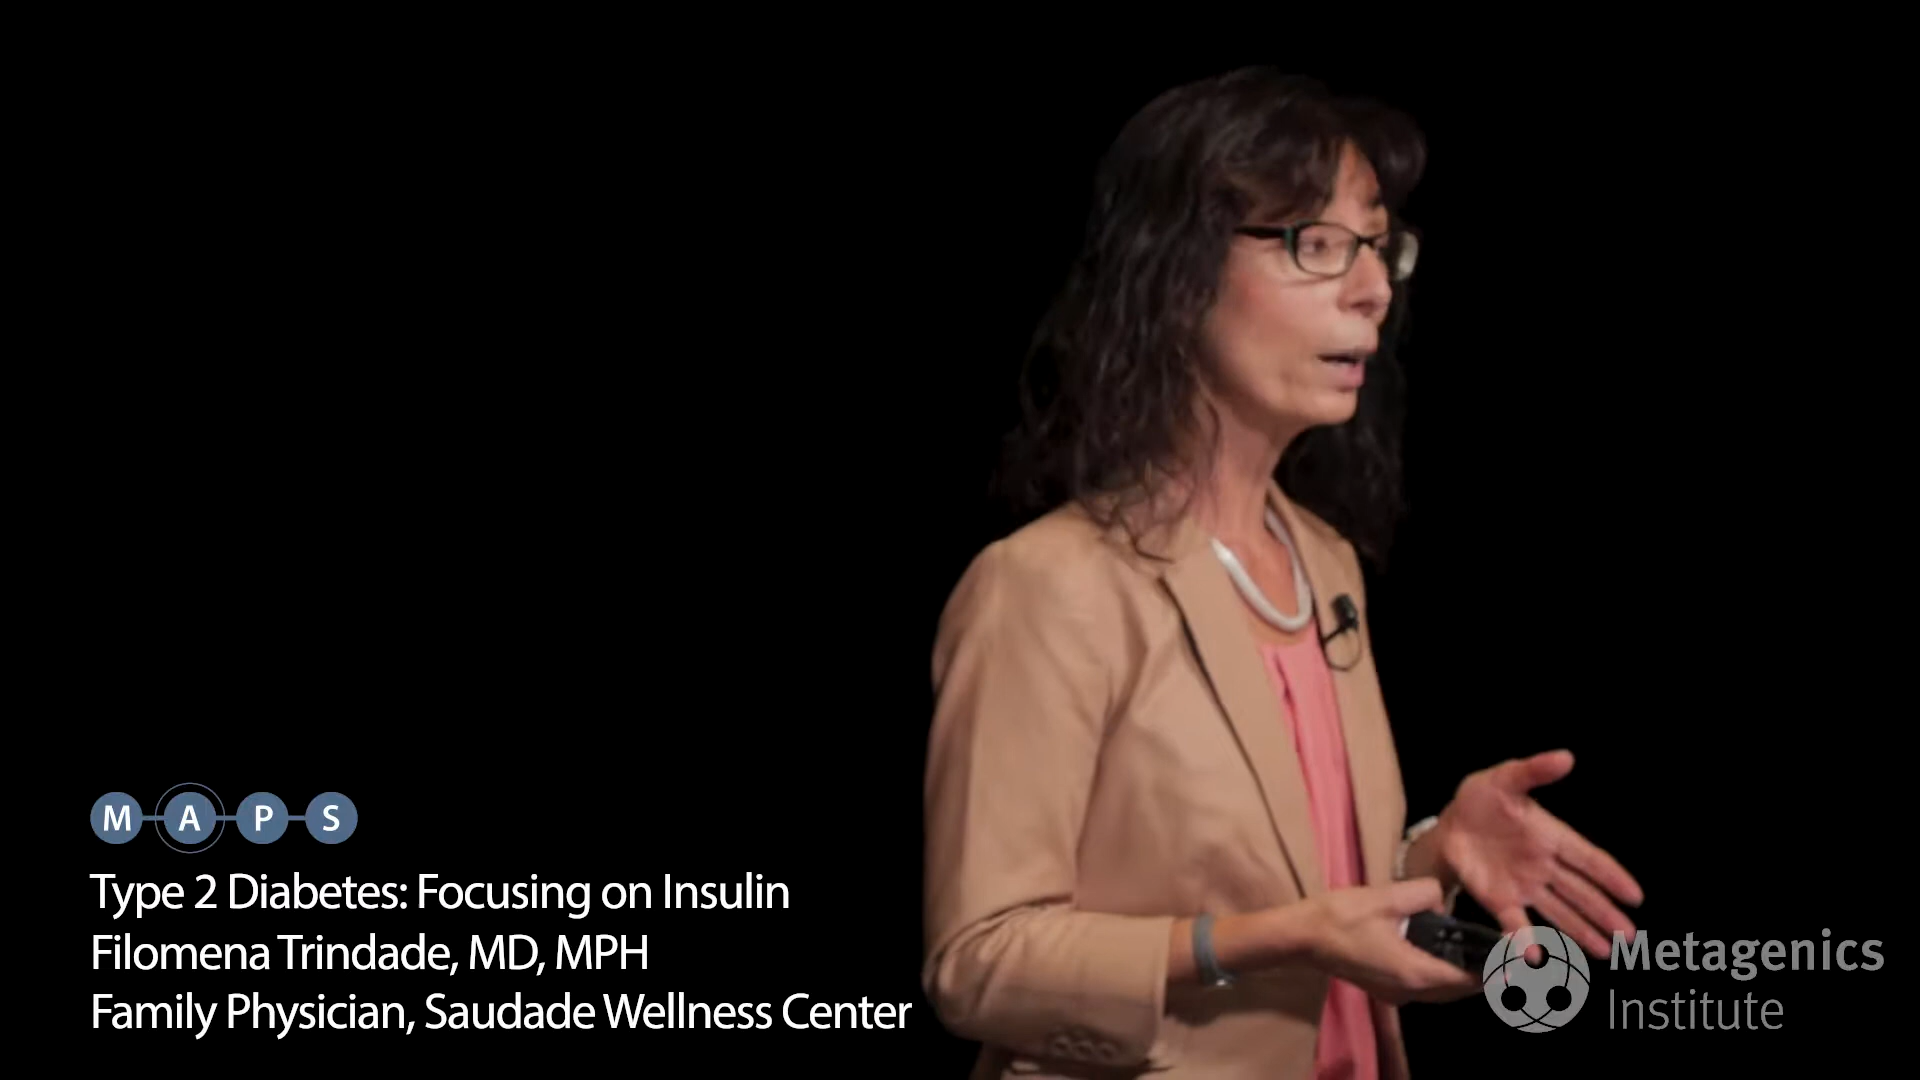 M A P S
Type 2 Diabetes: Focusing on Insulin
Filomena Trindade, MD, MPH
Family Physician, Saudade Wellness Center
Metagenics
Institute